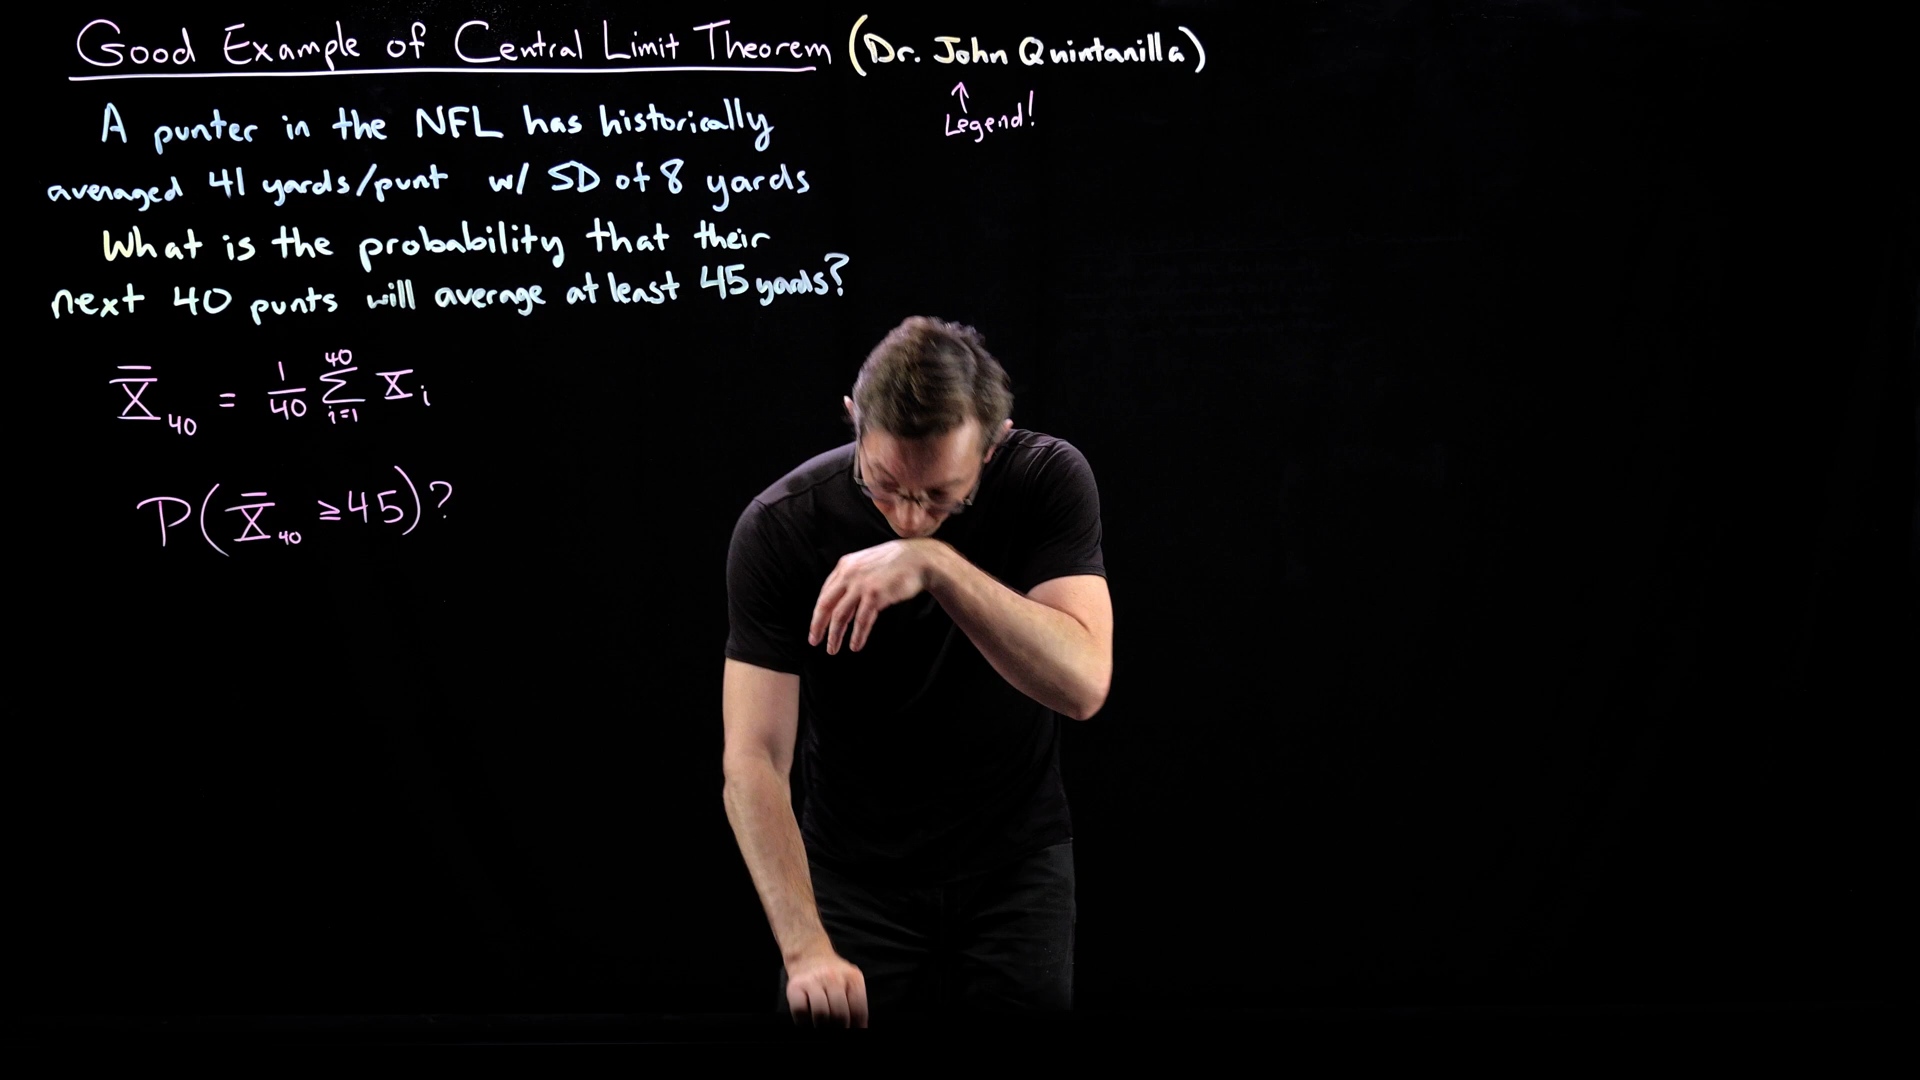 Good Example of Central Limit Theorem (Dr. John Quintanilla)
↑
Legend!
A punter in the NFL has historically
averaged 41 yards/punt w/ SD of 8 yards
What is the probability that their
next 40 punts will average at least 45 yards?
X̄₄₀ = 1/40 ∑_{i=1}^{40} X_i
P(X̄₄₀ ≥ 45)?